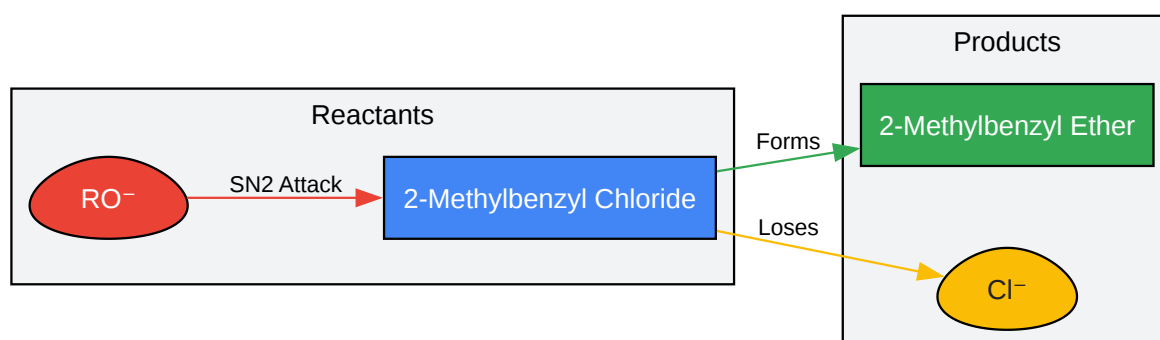 Reactants
RO⁻
SN2 Attack
2-Methylbenzyl Chloride
Forms
Loses
Products
2-Methylbenzyl Ether
Cl⁻